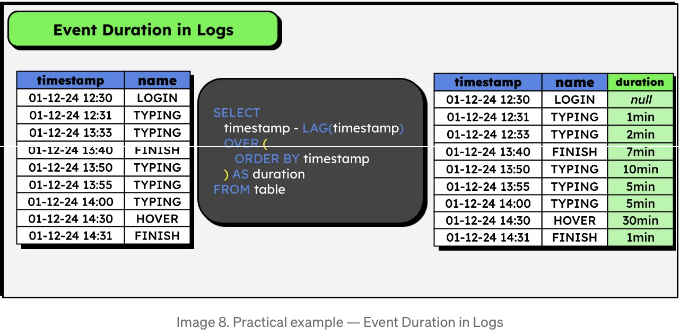 Event Duration in Logs
timestamp name
01-12-24 12:30 LOGIN
01-12-24 12:31 TYPING
01-12-24 13:33 TYPING
01-12-24 13:40 FINISH
01-12-24 13:50 TYPING
01-12-24 13:55 TYPING
01-12-24 14:00 TYPING
01-12-24 14:30 HOVER
01-12-24 14:31 FINISH
SELECT
timestamp - LAG(timestamp)
OVER (
ORDER BY timestamp
) AS duration
FROM table
timestamp name duration
01-12-24 12:30 LOGIN null
01-12-24 12:31 TYPING 1min
01-12-24 12:33 TYPING 2min
01-12-24 13:40 FINISH 7min
01-12-24 13:50 TYPING 10min
01-12-24 13:55 TYPING 5min
01-12-24 14:00 TYPING 5min
01-12-24 14:30 HOVER 30min
01-12-24 14:31 FINISH 1min
Image 8. Practical example — Event Duration in Logs